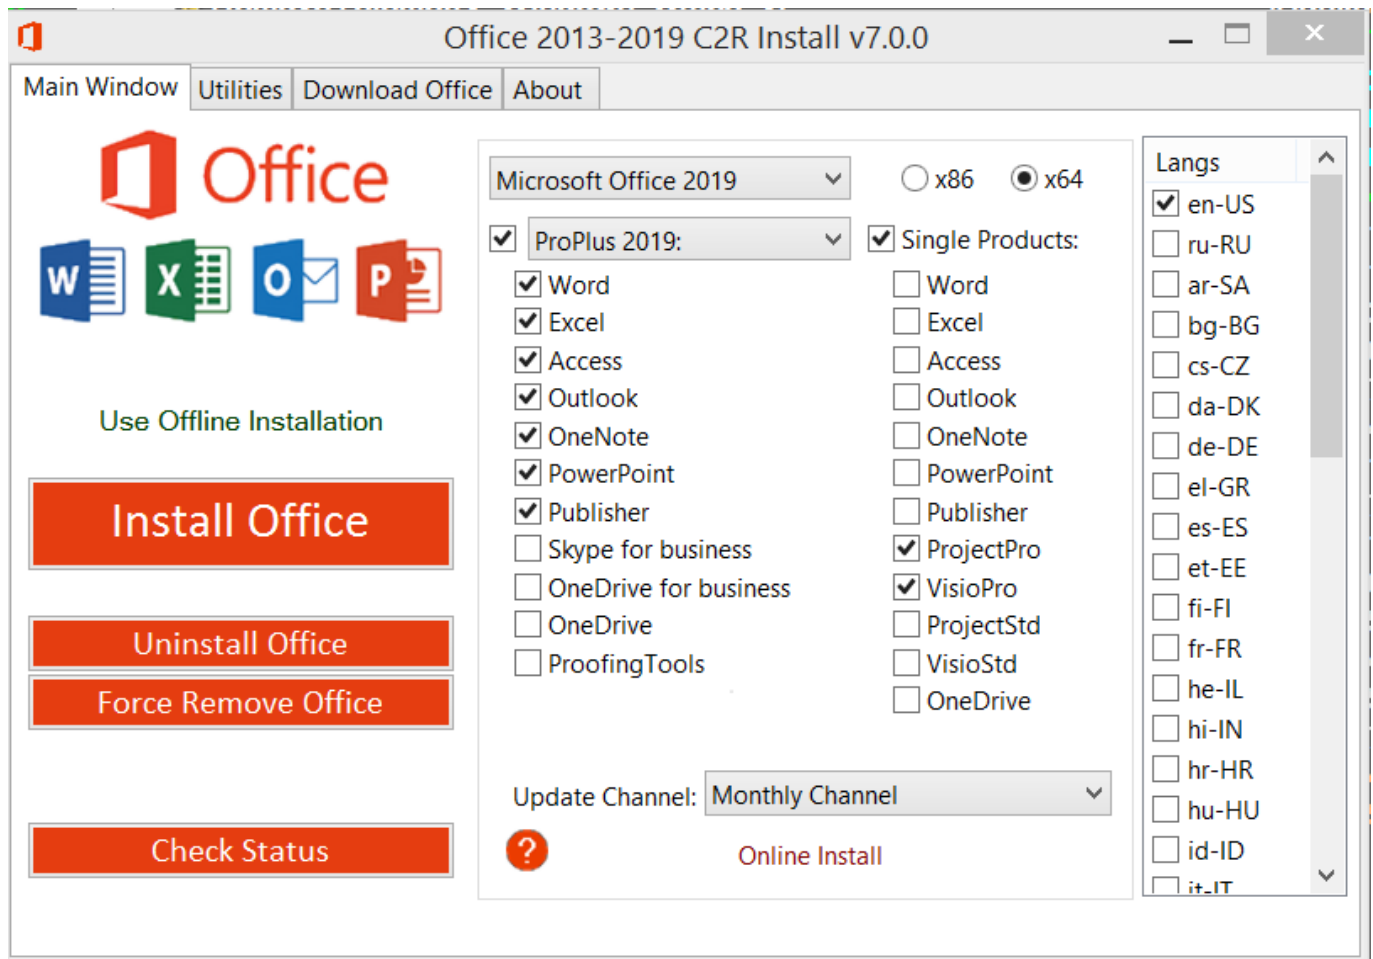 Office 2013-2019 C2R Install v7.0.0
Main Window Utilities Download Office About
Office
W X O P
Use Offline Installation
Install Office
Uninstall Office
Force Remove Office
Check Status
Microsoft Office 2019
x86 x64
ProPlus 2019:
Word
Excel
Access
Outlook
OneNote
PowerPoint
Publisher
Skype for business
OneDrive for business
OneDrive
ProofingTools
Single Products:
Word
Excel
Access
Outlook
OneNote
PowerPoint
Publisher
ProjectPro
VisioPro
ProjectStd
VisioStd
OneDrive
Update Channel: Monthly Channel
?
Online Install
Langs
en-US
ru-RU
ar-SA
bg-BG
cs-CZ
da-DK
de-DE
el-GR
es-ES
et-EE
fi-FI
fr-FR
he-IL
hi-IN
hr-HR
hu-HU
id-ID
it-IT